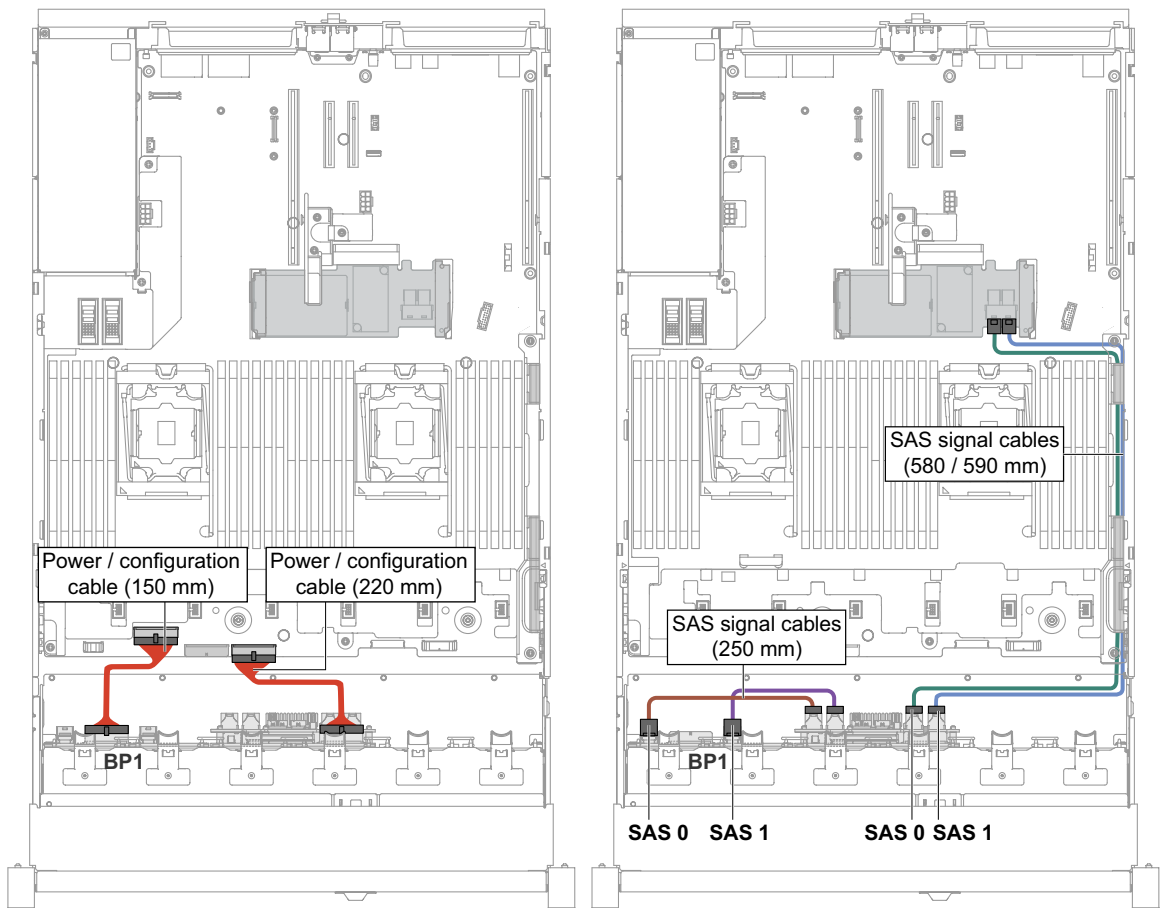 Power / configuration
cable (150 mm)
Power / configuration
cable (220 mm)
BP1
SAS signal cables
(580 / 590 mm)
SAS signal cables
(250 mm)
BP1
SAS 0
SAS 1
SAS 0
SAS 1